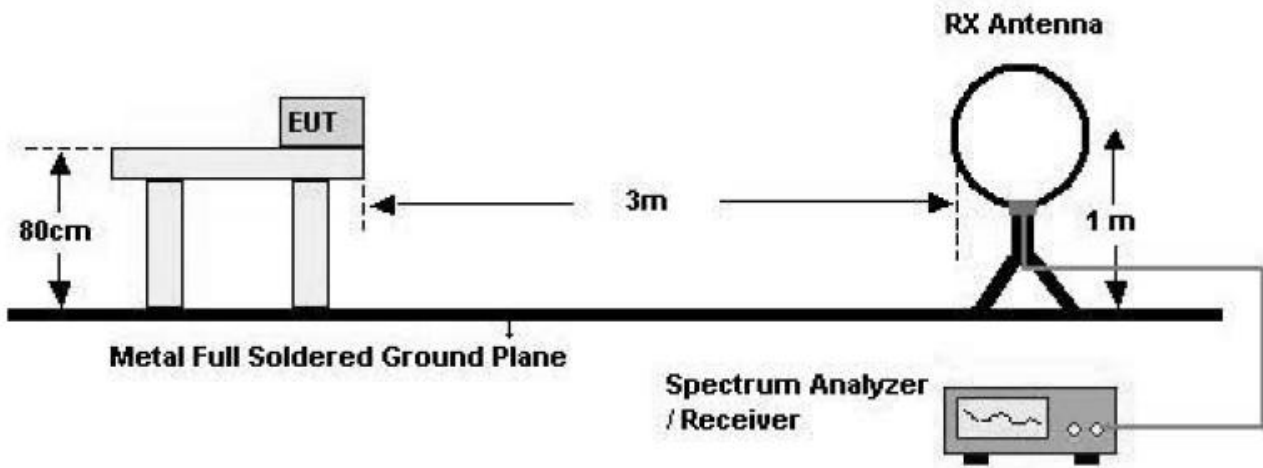 RX Antenna
EUT
80cm
3m
1 m
Metal Full Soldered Ground Plane
Spectrum Analyzer
/ Receiver